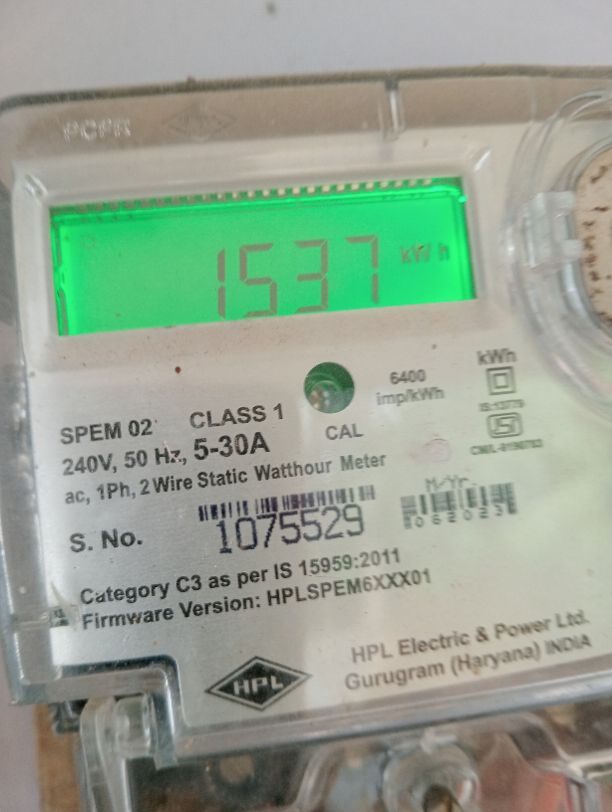 1537 kWh
kWh
6400
imp/kWh
IS:13779
CAL
SPEM 02 CLASS 1
240V, 50 Hz, 5-30A
ac, 1Ph, 2 Wire Static Watthour Meter
M/Yr.
062023
S. No. 1075529
Category C3 as per IS 15959:2011
Firmware Version: HPLSPEM6XXX01
HPL
HPL Electric & Power Ltd.
Gurugram (Haryana) INDIA